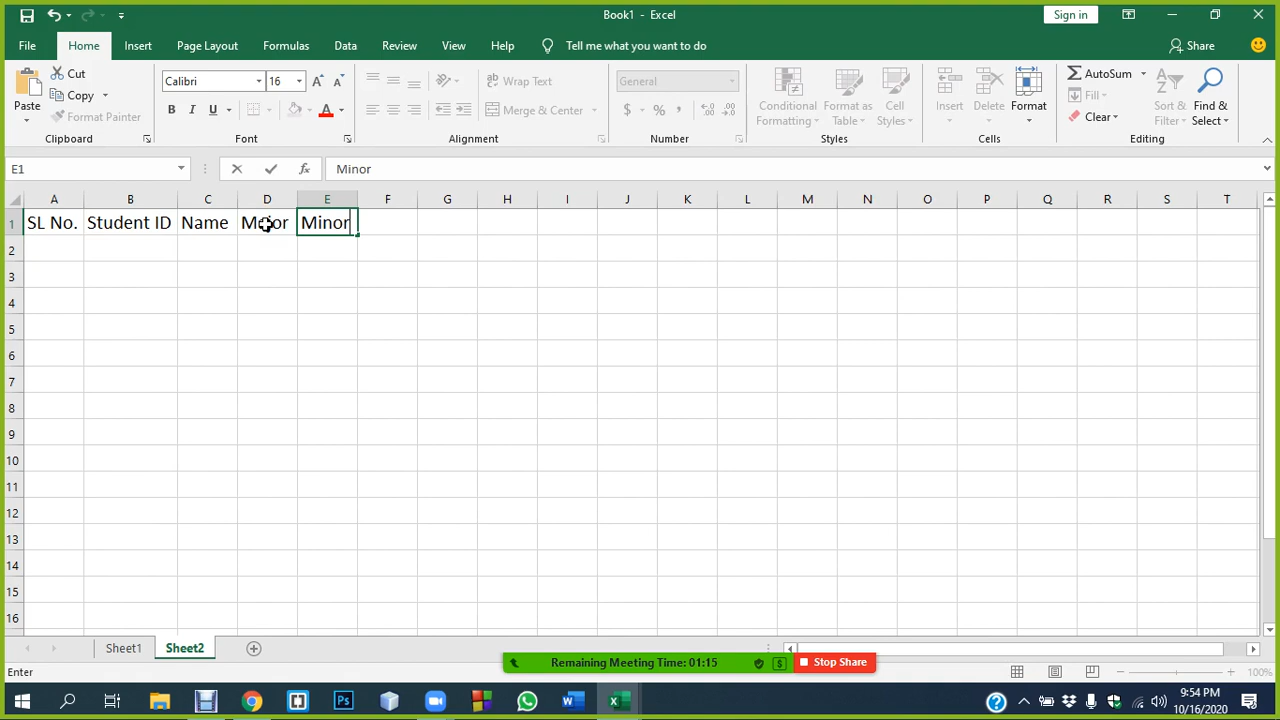 Book1 - Excel
Sign in
File Home Insert Page Layout Formulas Data Review View Help Tell me what you want to do Share
Paste
Cut
Copy
Format Painter
Clipboard
Calibri 16
B I U
Font
Wrap Text
Merge & Center
Alignment
General
$ %
Number
Conditional Formatting
Format as Table
Cell Styles
Styles
Insert Delete Format
Cells
AutoSum
Fill
Clear
Sort & Filter
Find & Select
Editing
E1 fx Minor
A B C D E F G H I J K L M N O P Q R S T
1 SL No. Student ID Name Minor
2
3
4
5
6
7
8
9
10
11
12
13
14
15
16
Sheet1 Sheet2
Remaining Meeting Time: 01:15 Stop Share
Enter 100%
9:54 PM
10/16/2020